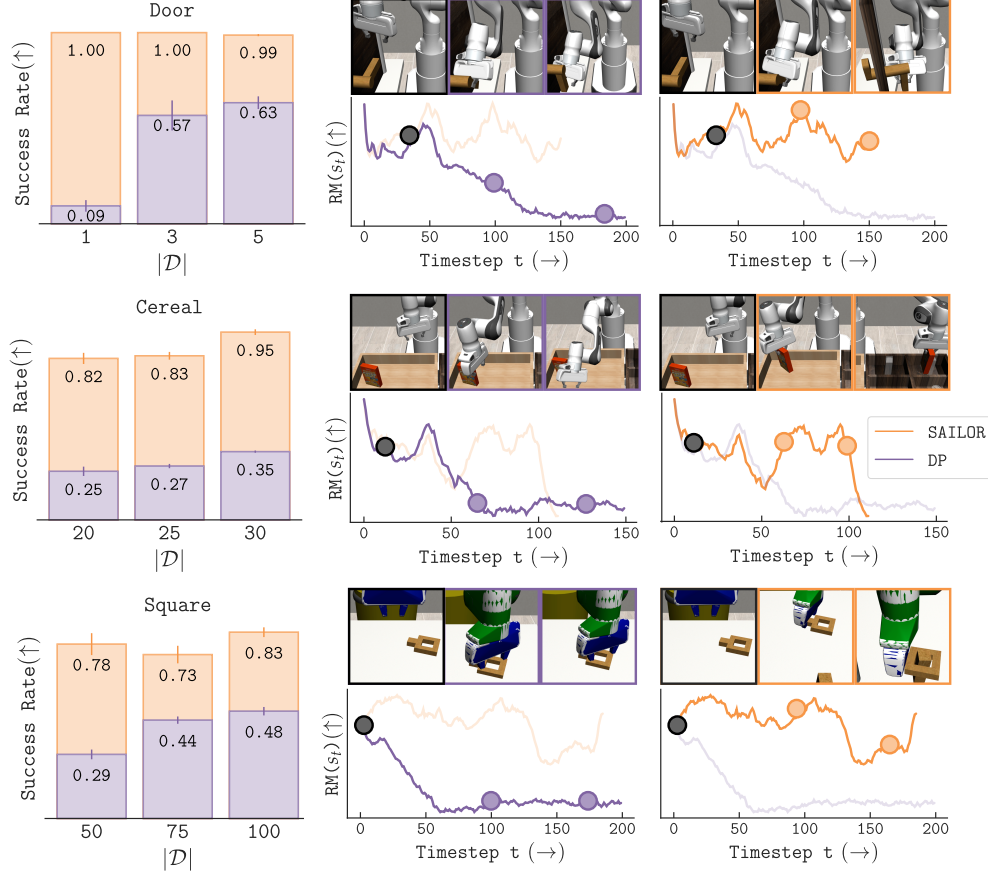 Door
Success Rate(↑)
1.00
1.00
0.99
0.09
0.57
0.63
1
3
5
|𝒟|
RM(s_t)(↑)
0
50
100
150
200
Timestep t (→)
0
50
100
150
200
Timestep t (→)
Cereal
Success Rate(↑)
0.82
0.83
0.95
0.25
0.27
0.35
20
25
30
|𝒟|
RM(s_t)(↑)
0
50
100
150
Timestep t (→)
0
50
100
150
Timestep t (→)
SAILOR
DP
Square
Success Rate(↑)
0.78
0.73
0.83
0.29
0.44
0.48
50
75
100
|𝒟|
RM(s_t)(↑)
0
50
100
150
200
Timestep t (→)
0
50
100
150
200
Timestep t (→)